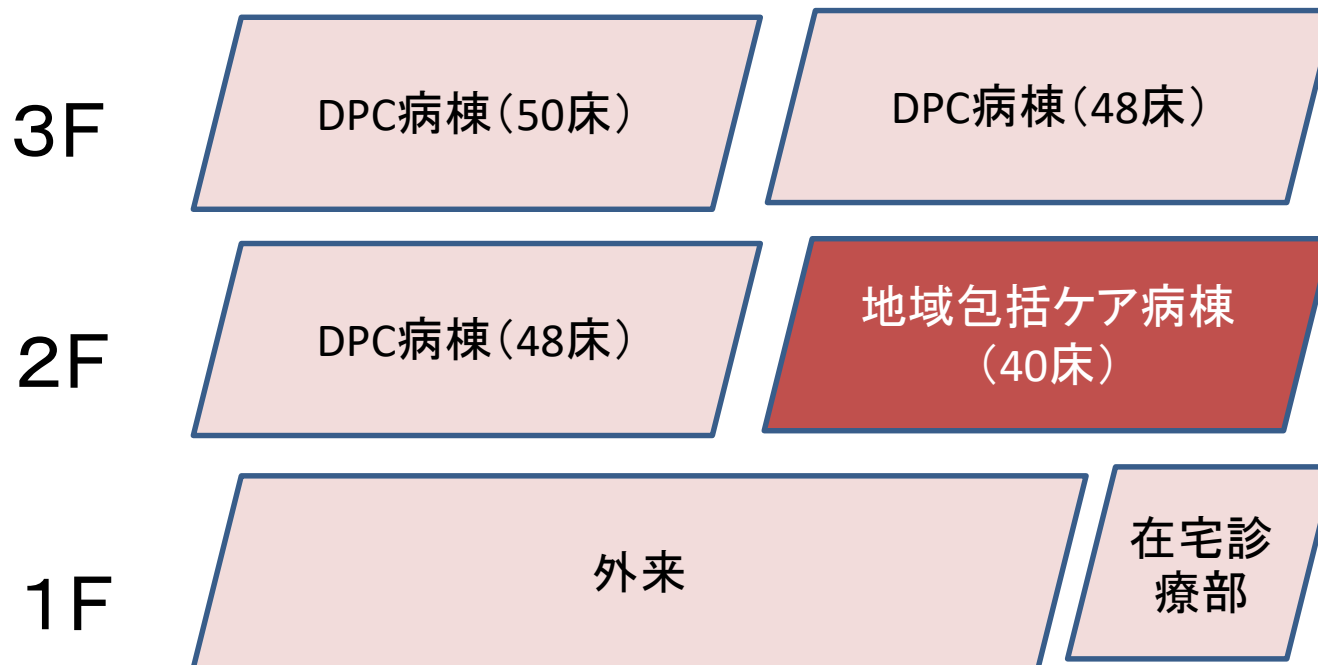 3F
DPC病棟(50床)
DPC病棟(48床)
2F
DPC病棟(48床)
地域包括ケア病棟
(40床)
1F
外来
在宅診
療部